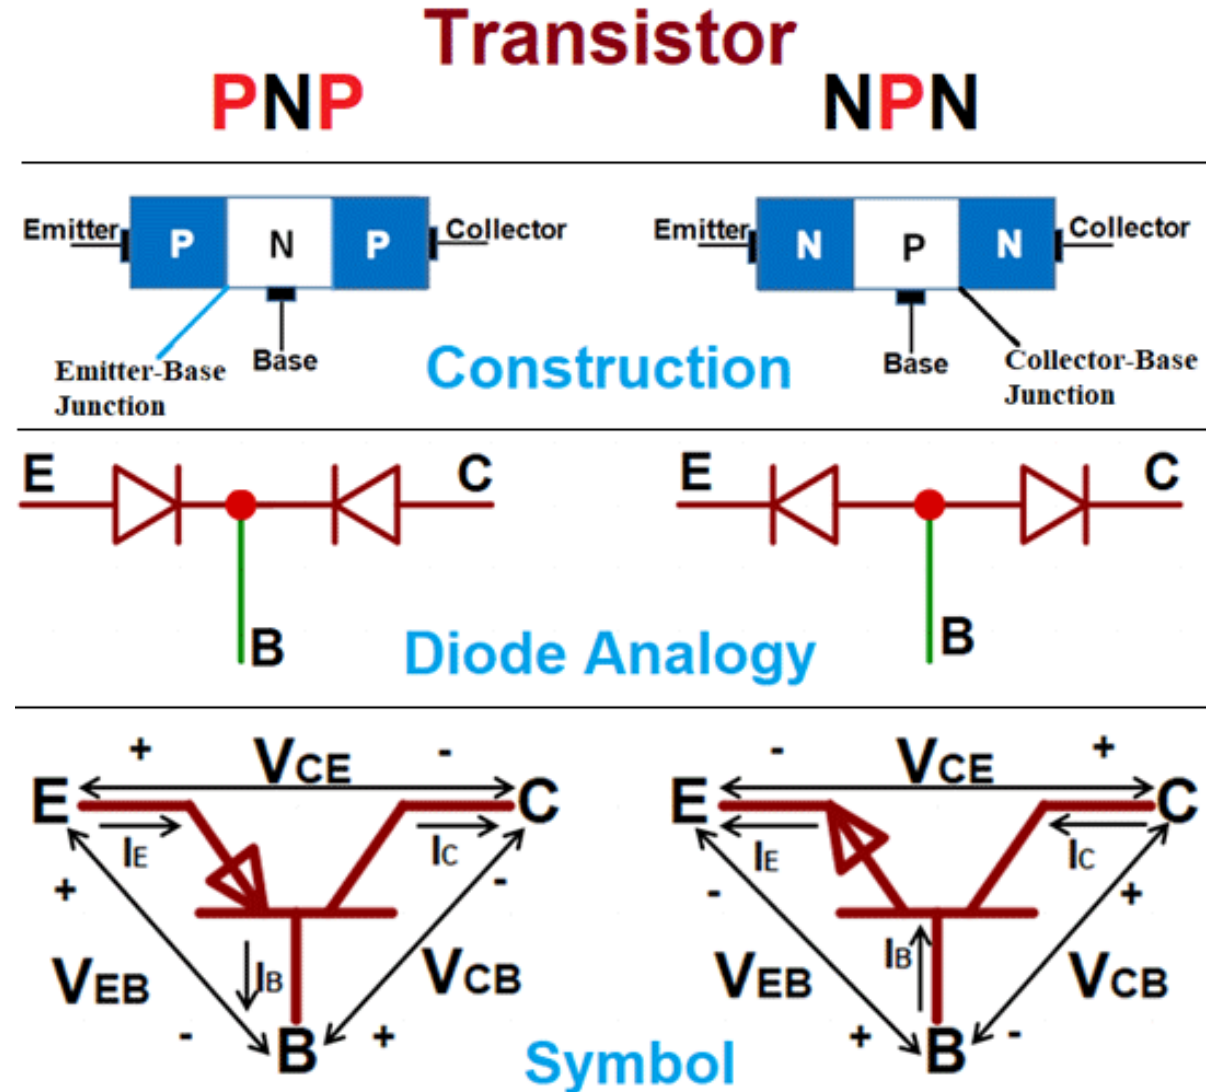 Transistor
PNP NPN
Emitter P N P Collector
Base
Emitter-Base
Junction
Emitter N P N Collector
Base
Collector-Base
Junction
Construction
E C
B
E C
B
Diode Analogy
+ VCE -
E C
IE IC
+ -
VEB IB VCB
- B +
- VCE +
E C
IE IC
- +
VEB IB VCB
+ B -
Symbol